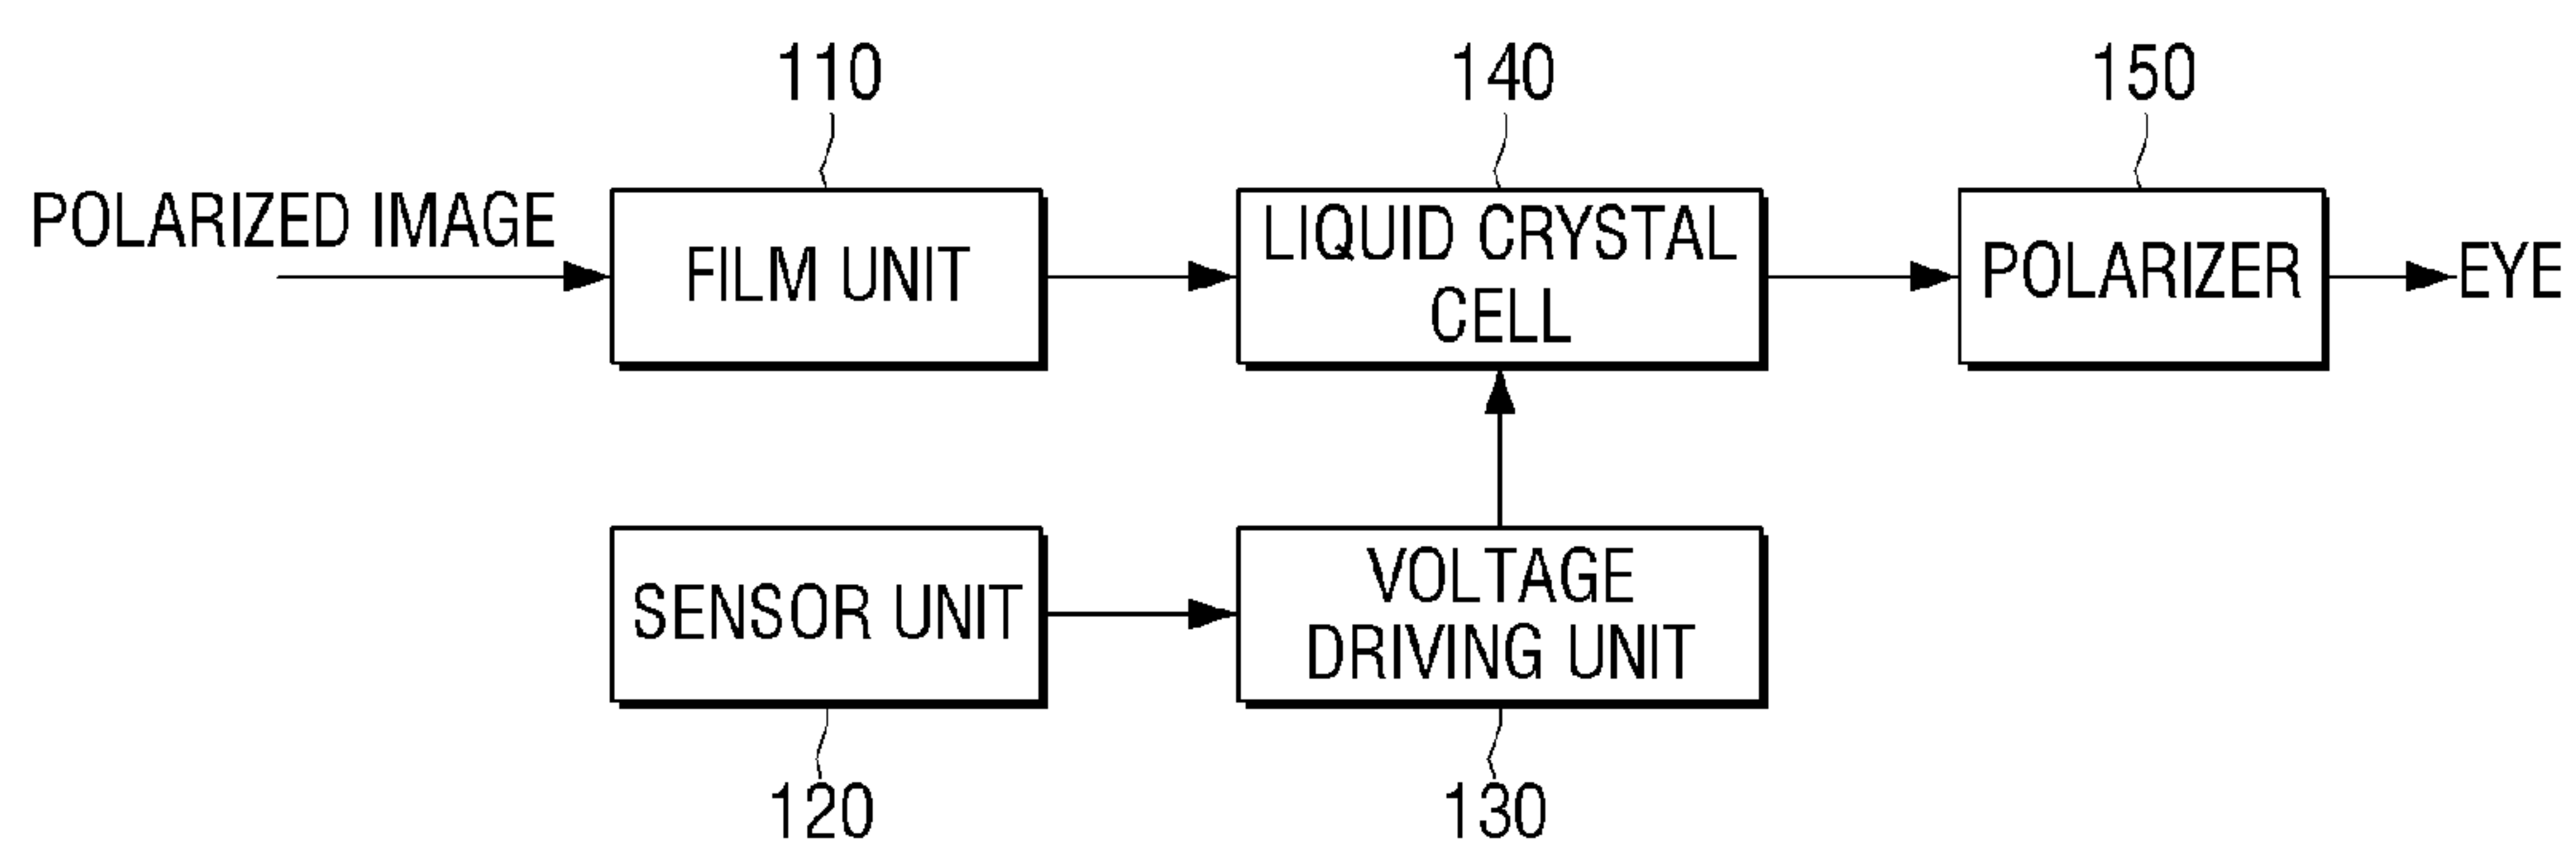 110
140
150
POLARIZED IMAGE
FILM UNIT
LIQUID CRYSTAL
CELL
POLARIZER
EYE
SENSOR UNIT
VOLTAGE
DRIVING UNIT
120
130